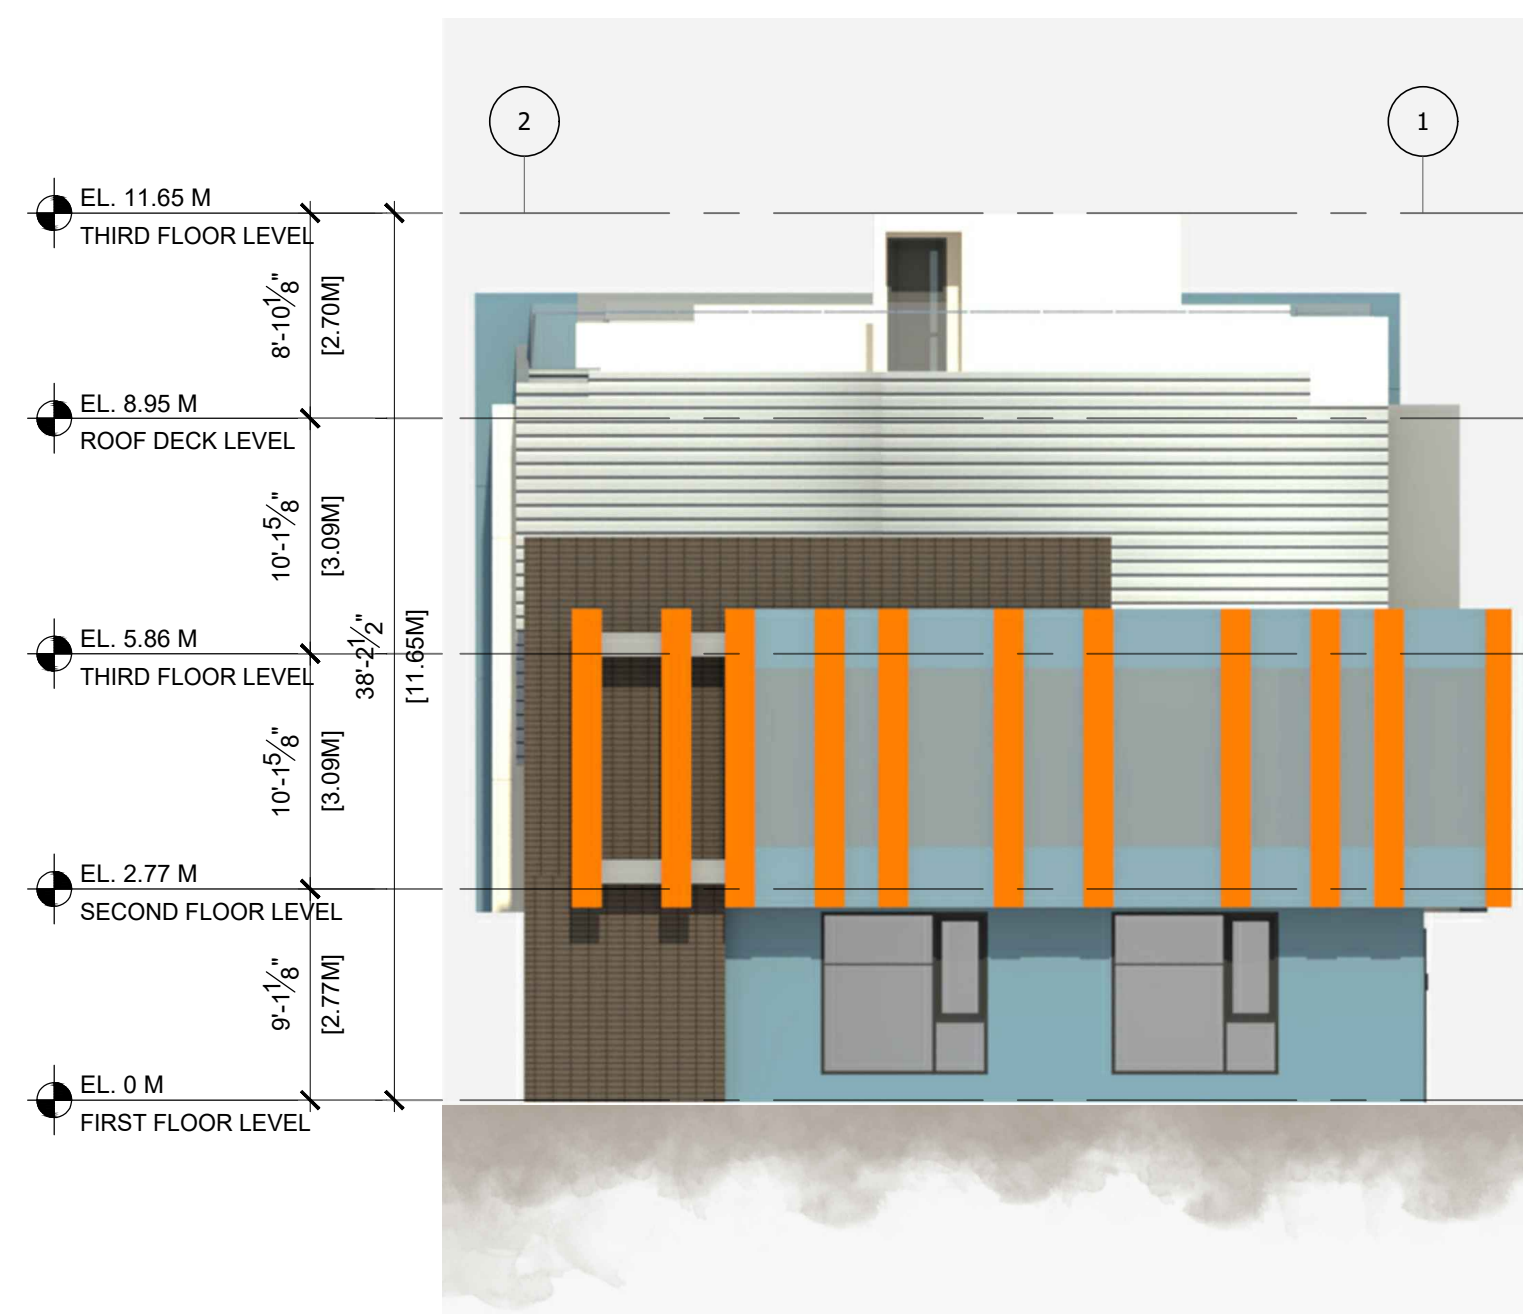 2
1
EL. 11.65 M
THIRD FLOOR LEVEL
8'-10⅛"
[2.70M]
EL. 8.95 M
ROOF DECK LEVEL
10'-1⅝"
[3.09M]
EL. 5.86 M
THIRD FLOOR LEVEL
38'-2½"
[11.65M]
10'-1⅝"
[3.09M]
EL. 2.77 M
SECOND FLOOR LEVEL
9'-1⅛"
[2.77M]
EL. 0 M
FIRST FLOOR LEVEL